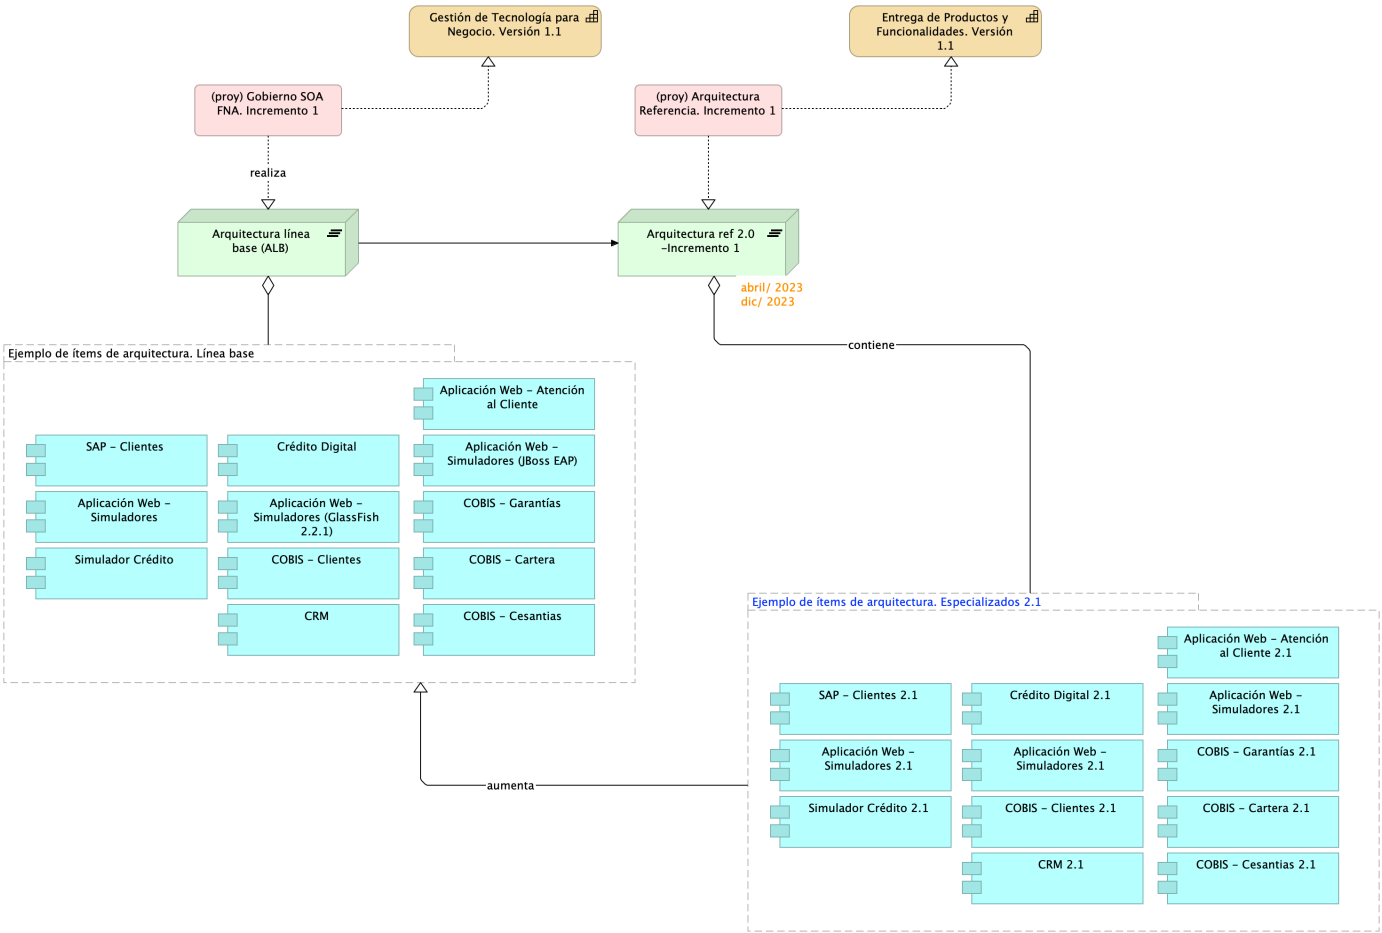 Gestión de Tecnología para
Negocio. Versión 1.1
Entrega de Productos y
Funcionalidades. Versión
1.1
(proy) Gobierno SOA
FNA. Incremento 1
(proy) Arquitectura
Referencia. Incremento 1
realiza
Arquitectura línea
base (ALB)
Arquitectura ref 2.0
-Incremento 1
abril/ 2023
dic/ 2023
contiene
Ejemplo de ítems de arquitectura. Línea base
Aplicación Web - Atención
al Cliente
SAP - Clientes
Crédito Digital
Aplicación Web -
Simuladores (JBoss EAP)
Aplicación Web -
Simuladores
Aplicación Web -
Simuladores (GlassFish
2.2.1)
COBIS - Garantías
Simulador Crédito
COBIS - Clientes
COBIS - Cartera
CRM
COBIS - Cesantias
Ejemplo de ítems de arquitectura. Especializados 2.1
Aplicación Web - Atención
al Cliente 2.1
SAP - Clientes 2.1
Crédito Digital 2.1
Aplicación Web -
Simuladores 2.1
Aplicación Web -
Simuladores 2.1
Aplicación Web -
Simuladores 2.1
COBIS - Garantías 2.1
Simulador Crédito 2.1
COBIS - Clientes 2.1
COBIS - Cartera 2.1
CRM 2.1
COBIS - Cesantias 2.1
aumenta